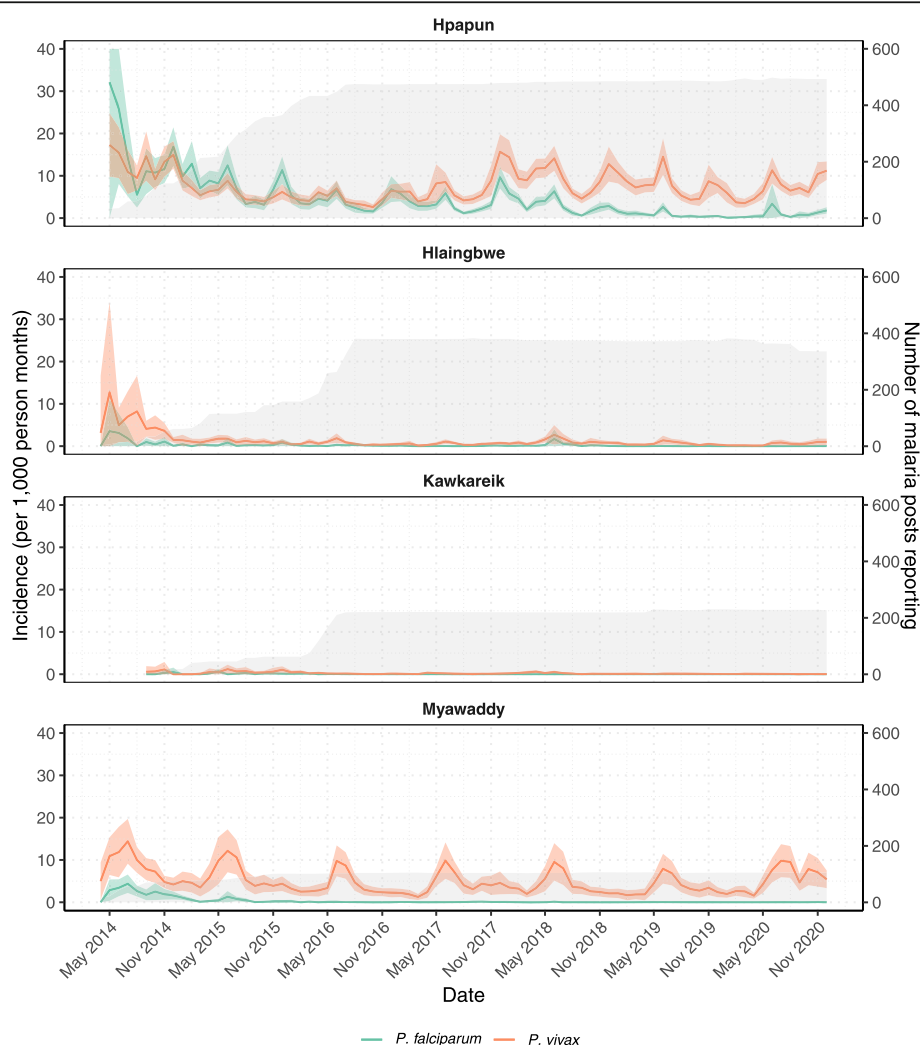 Hpapun
40
30
20
10
0
600
400
200
0
Hlaingbwe
40
30
20
10
0
600
400
200
0
Kawkareik
40
30
20
10
0
600
400
200
0
Myawaddy
40
30
20
10
0
600
400
200
0
Incidence (per 1,000 person months)
Number of malaria posts reporting
May 2014
Nov 2014
May 2015
Nov 2015
May 2016
Nov 2016
May 2017
Nov 2017
May 2018
Nov 2018
May 2019
Nov 2019
May 2020
Nov 2020
Date
P. falciparum P. vivax